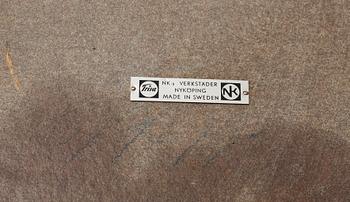 Triva
NK:s VERKSTÄDER
NYKÖPING
MADE IN SWEDEN
NK